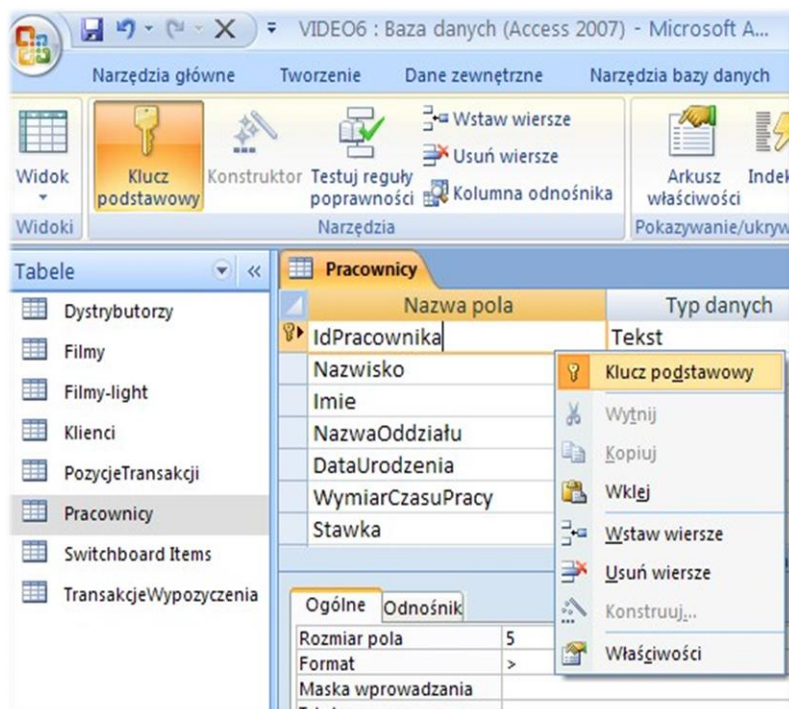 VIDEO6 : Baza danych (Access 2007) - Microsoft A...
Narzędzia główne Tworzenie Dane zewnętrzne Narzędzia bazy danych
Widok
Klucz podstawowy
Konstruktor
Testuj reguły poprawności
Wstaw wiersze
Usuń wiersze
Kolumna odnośnika
Arkusz właściwości
Indek
Widoki
Narzędzia
Pokazywanie/ukryw
Tabele
Dystrybutorzy
Filmy
Filmy-light
Klienci
PozycjeTransakcji
Pracownicy
Switchboard Items
TransakcjeWypozyczenia
Pracownicy
Nazwa pola Typ danych
IdPracownika Tekst
Nazwisko
Imie
NazwaOddziału
DataUrodzenia
WymiarCzasuPracy
Stawka
Klucz podstawowy
Wytnij
Kopiuj
Wklej
Wstaw wiersze
Usuń wiersze
Konstruuj...
Właściwości
Ogólne Odnośnik
Rozmiar pola 5
Format >
Maska wprowadzania